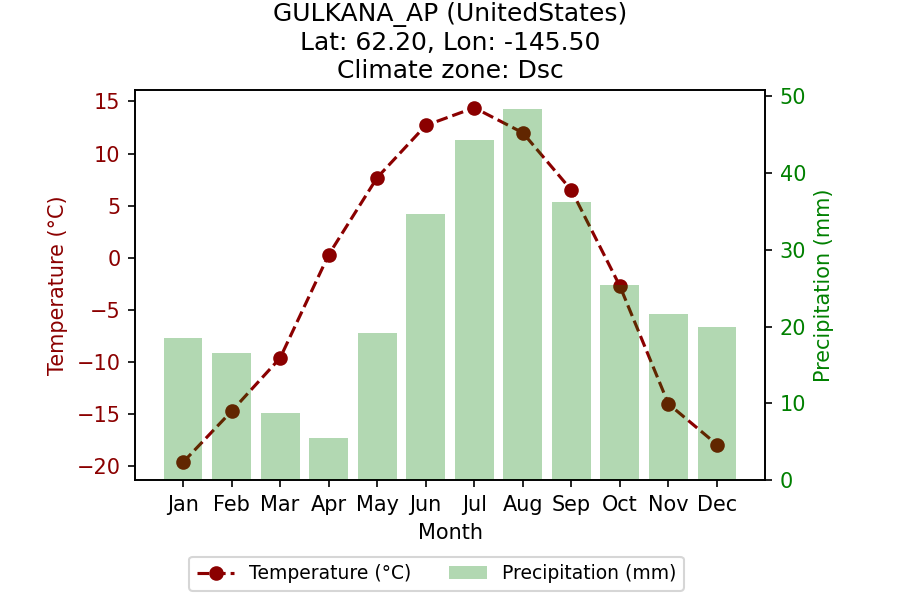 GULKANA_AP (UnitedStates)
Lat: 62.20, Lon: -145.50
Climate zone: Dsc
15
10
5
0
−5
−10
−15
−20
Temperature (°C)
50
40
30
20
10
0
Precipitation (mm)
Jan Feb Mar Apr May Jun Jul Aug Sep Oct Nov Dec
Month
Temperature (°C) Precipitation (mm)